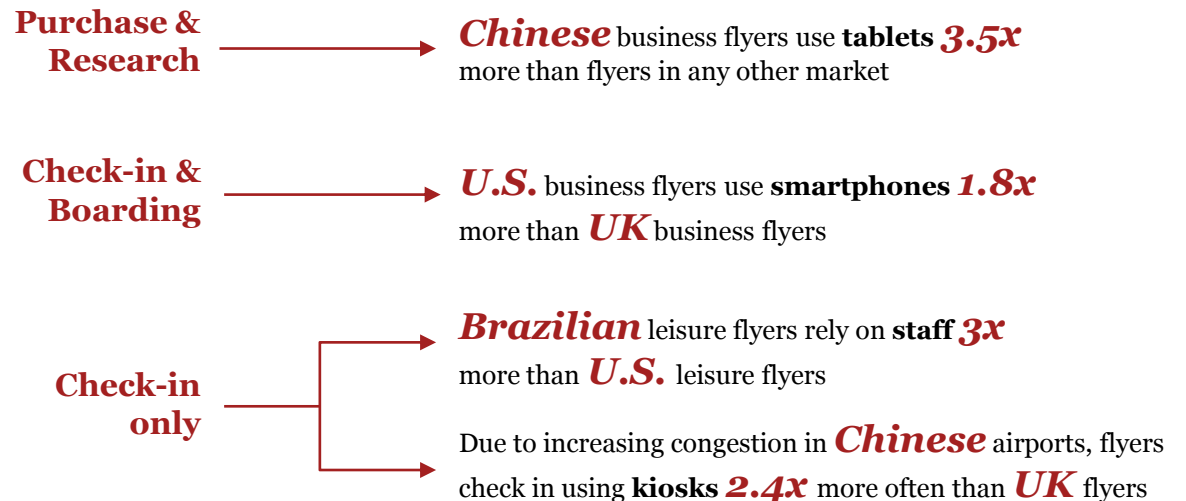 Purchase &
Research
Chinese business flyers use tablets 3.5x
more than flyers in any other market
Check-in &
Boarding
U.S. business flyers use smartphones 1.8x
more than UK business flyers
Check-in
only
Brazilian leisure flyers rely on staff 3x
more than U.S. leisure flyers
Due to increasing congestion in Chinese airports, flyers
check in using kiosks 2.4x more often than UK flyers